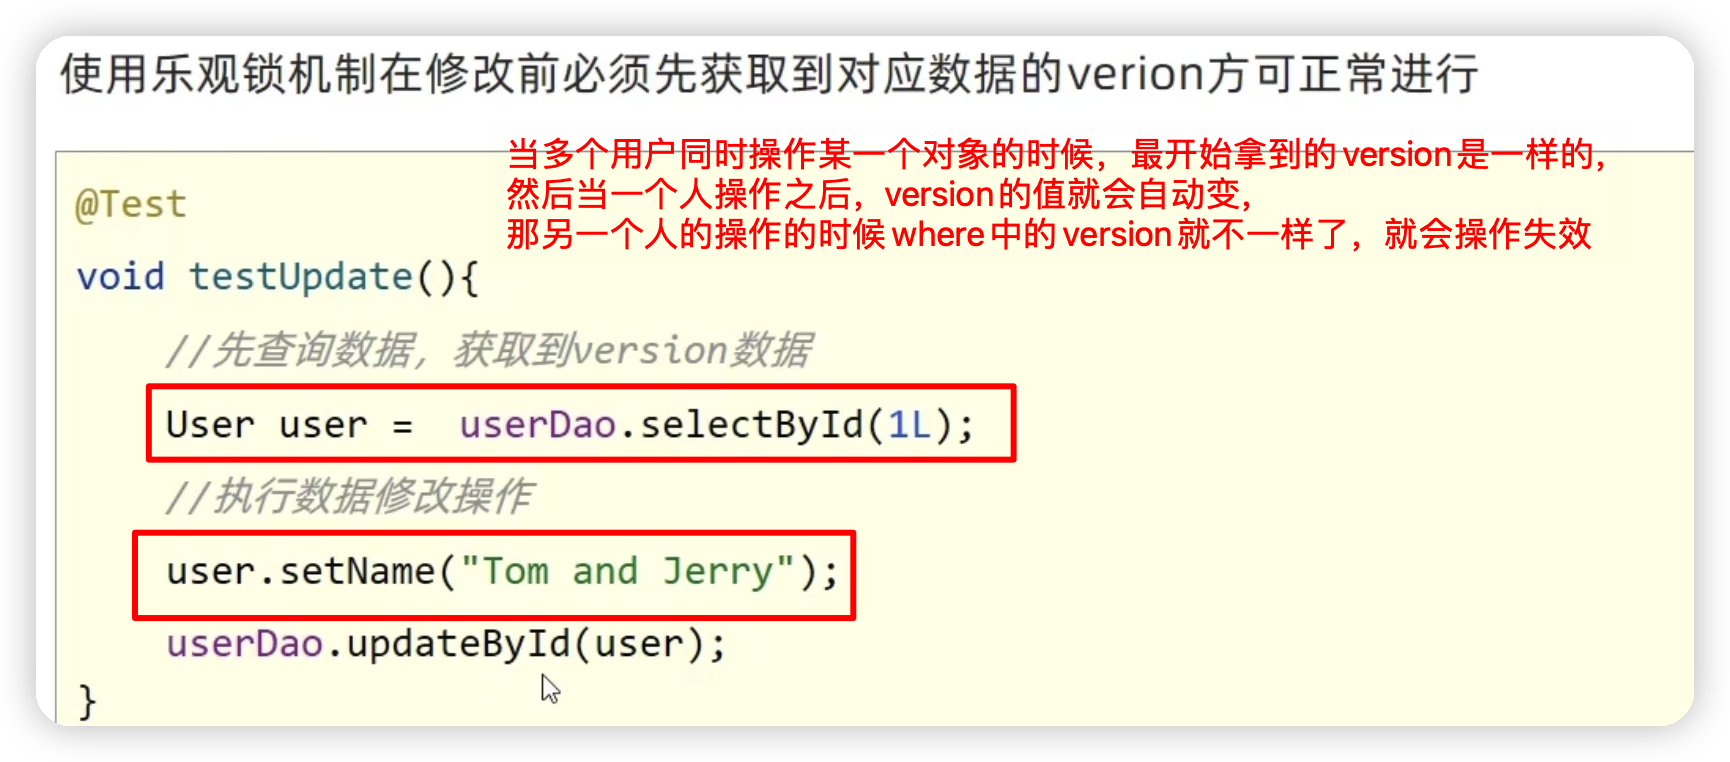 使用乐观锁机制在修改前必须先获取到对应数据的verion方可正常进行
当多个用户同时操作某一个对象的时候，最开始拿到的version是一样的，
然后当一个人操作之后，version的值就会自动变，
那另一个人的操作的时候where中的version就不一样了，就会操作失效
@Test
void testUpdate(){
//先查询数据，获取到version数据
User user =  userDao.selectById(1L);
//执行数据修改操作
user.setName("Tom and Jerry");
userDao.updateById(user);
}